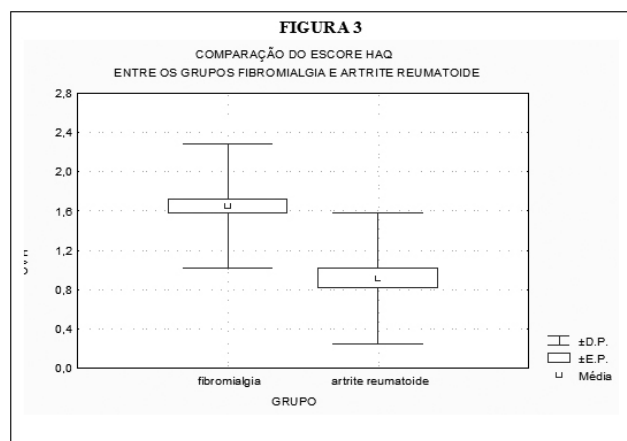 FIGURA 3
COMPARAÇÃO DO ESCORE HAQ
ENTRE OS GRUPOS FIBROMIALGIA E ARTRITE REUMATOIDE
2,8
2,4
2,0
1,6
1,2
0,8
0,4
0,0
fibromialgia artrite reumatoide
GRUPO
±D.P.
±E.P.
Média